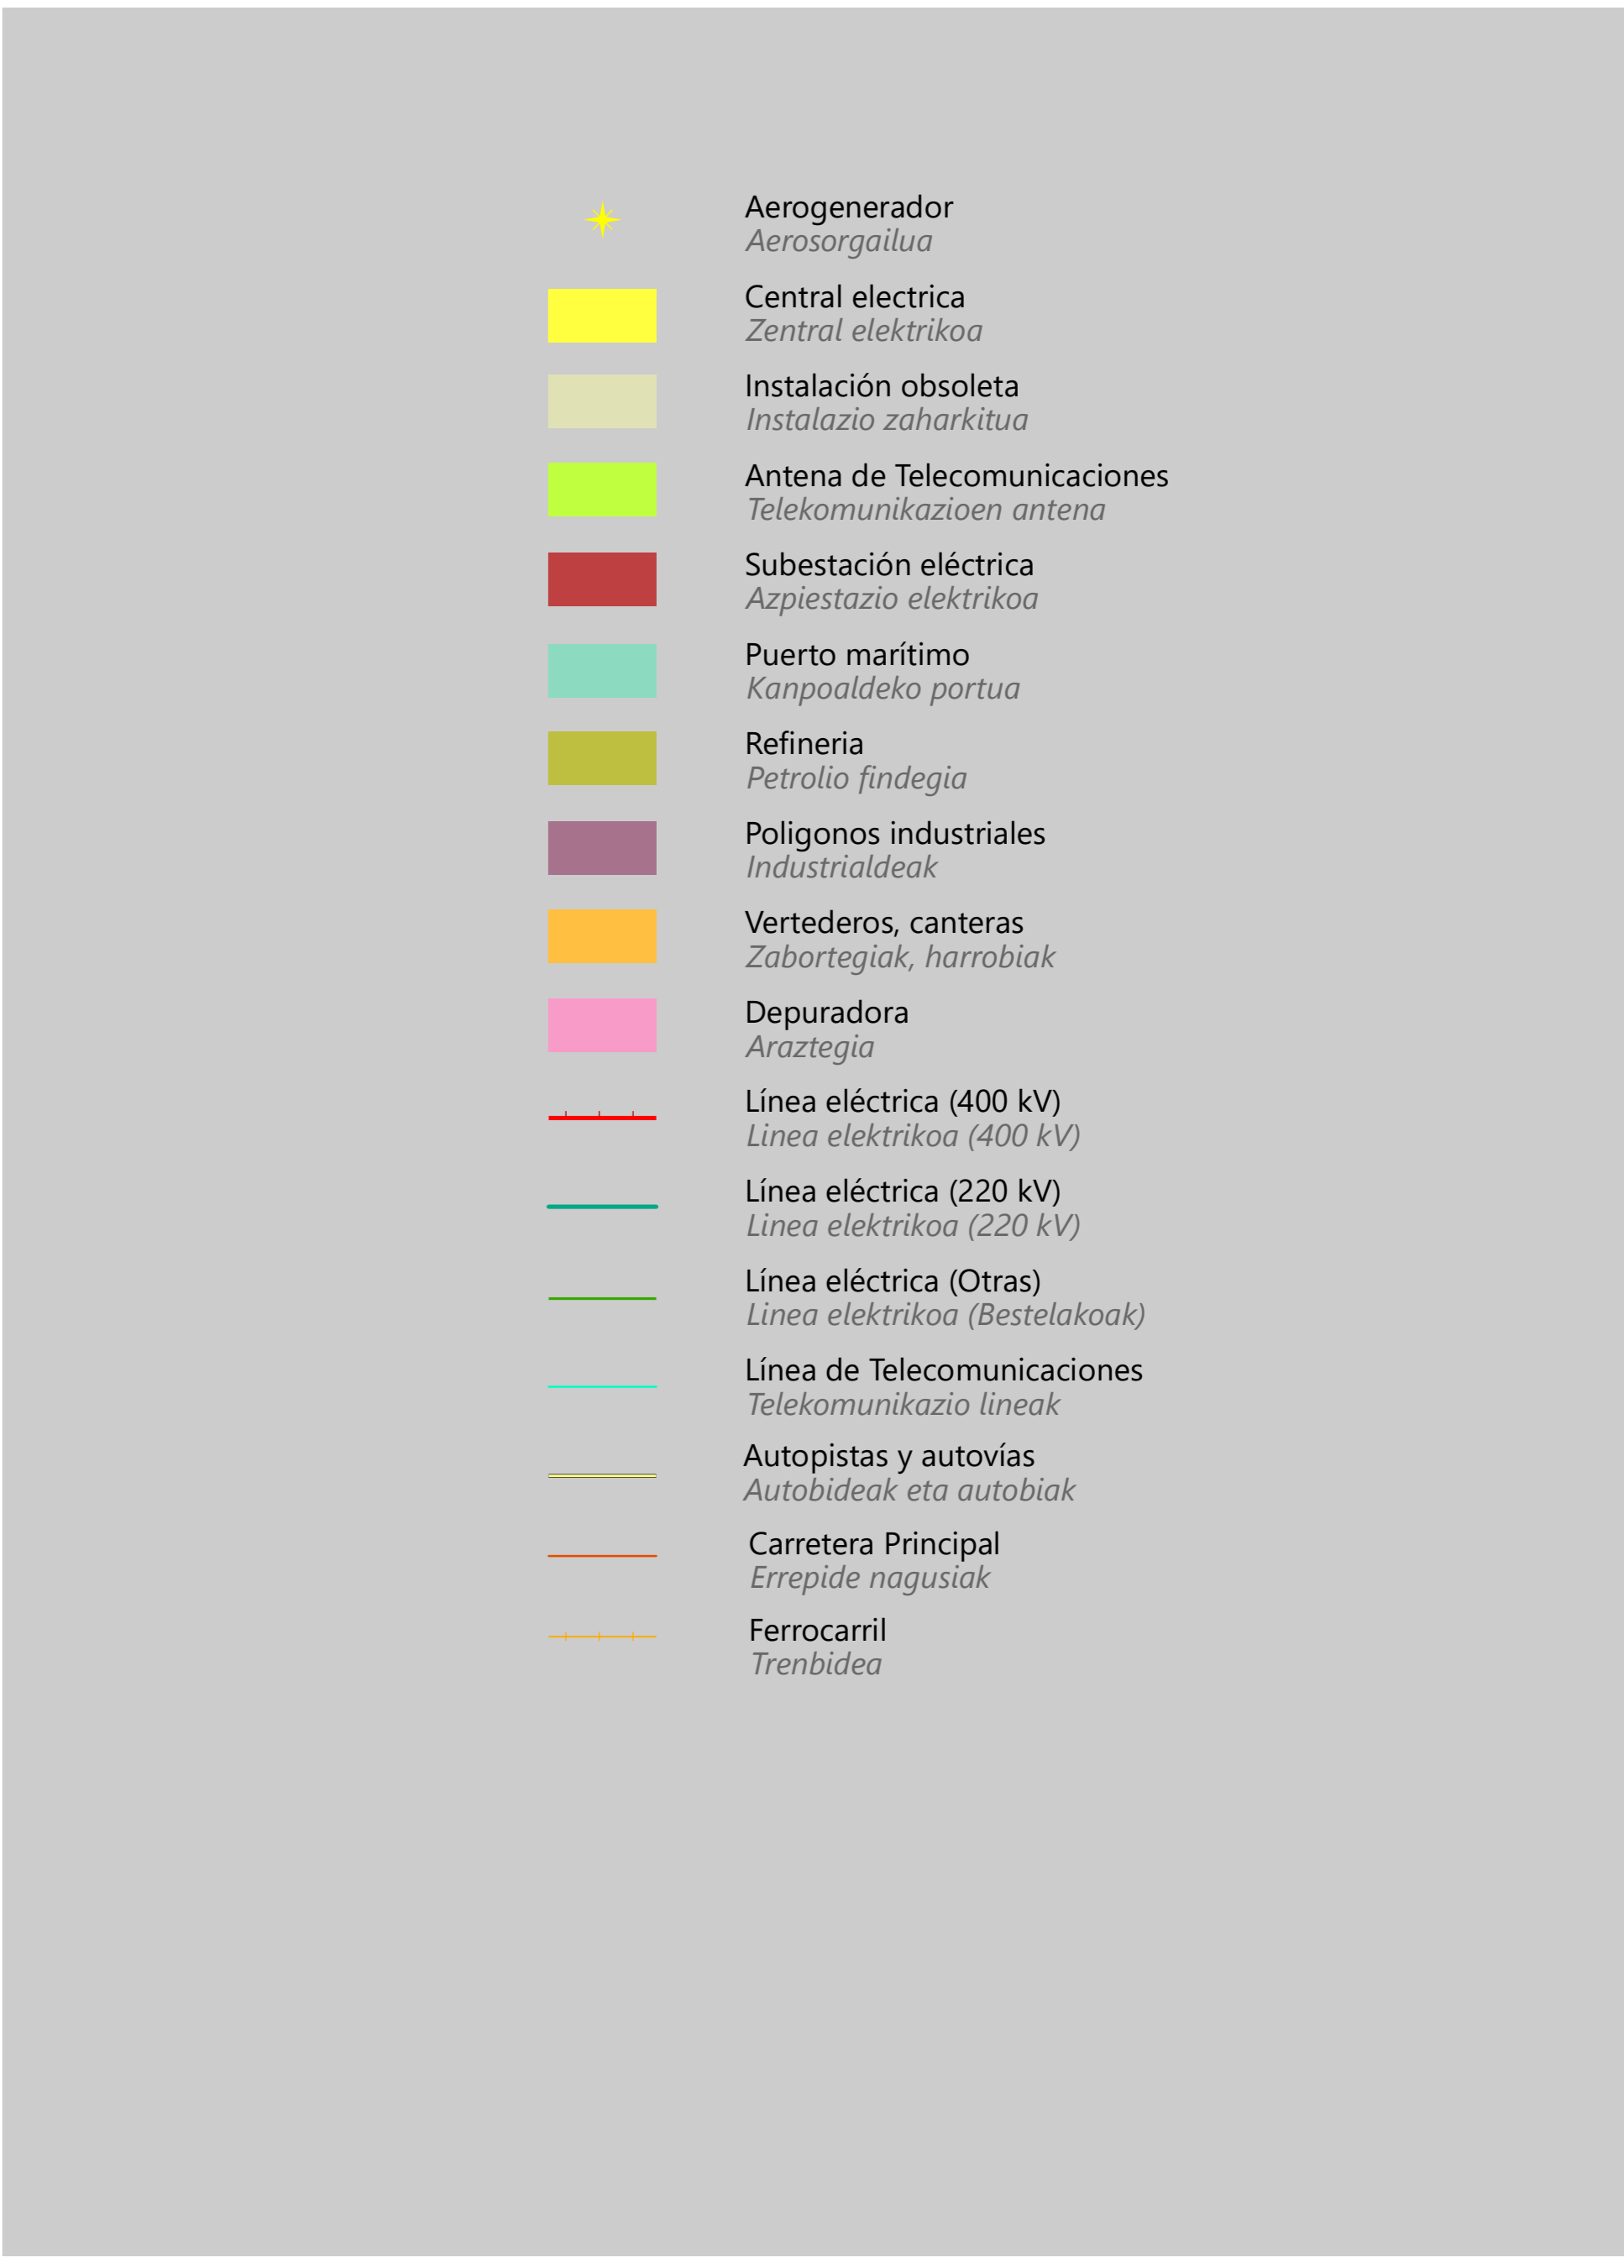 Aerogenerador
Aerosorgailua
Central electrica
Zentral elektrikoa
Instalación obsoleta
Instalazio zaharkitua
Antena de Telecomunicaciones
Telekomunikazioen antena
Subestación eléctrica
Azpiestazio elektrikoa
Puerto marítimo
Kanpoaldeko portua
Refineria
Petrolio findegia
Poligonos industriales
Industrialdeak
Vertederos, canteras
Zabortegiak, harrobiak
Depuradora
Araztegia
Línea eléctrica (400 kV)
Linea elektrikoa (400 kV)
Línea eléctrica (220 kV)
Linea elektrikoa (220 kV)
Línea eléctrica (Otras)
Linea elektrikoa (Bestelakoak)
Línea de Telecomunicaciones
Telekomunikazio lineak
Autopistas y autovías
Autobideak eta autobiak
Carretera Principal
Errepide nagusiak
Ferrocarril
Trenbidea